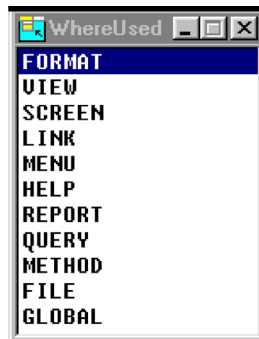 WhereUsed
FORMAT
VIEW
SCREEN
LINK
MENU
HELP
REPORT
QUERY
METHOD
FILE
GLOBAL